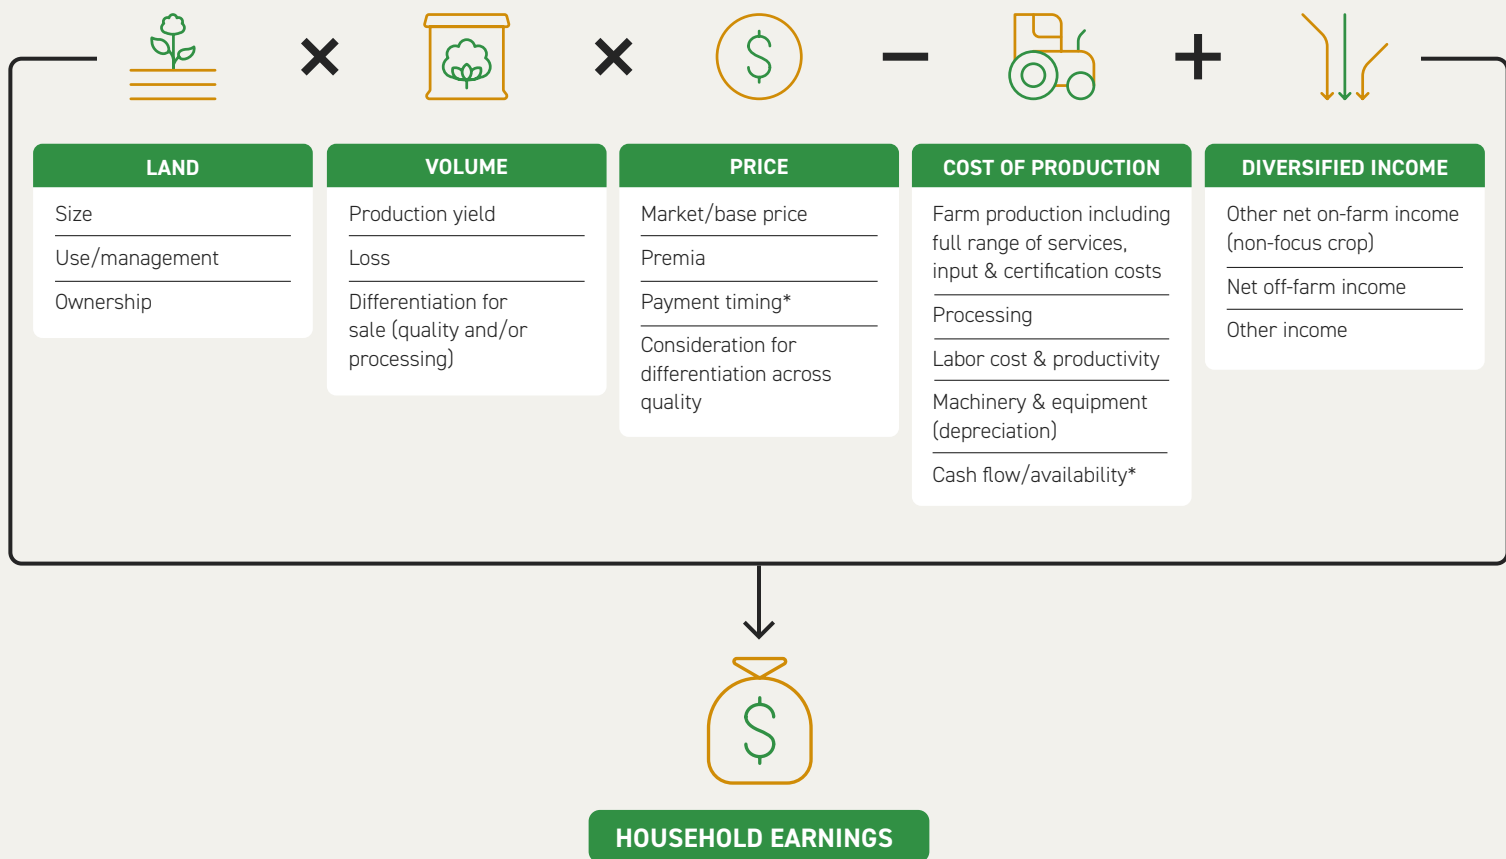 LAND
Size
Use/management
Ownership
VOLUME
Production yield
Loss
Differentiation for
sale (quality and/or
processing)
PRICE
Market/base price
Premia
Payment timing*
Consideration for
differentiation across
quality
COST OF PRODUCTION
Farm production including
full range of services,
input & certification costs
Processing
Labor cost & productivity
Machinery & equipment
(depreciation)
Cash flow/availability*
DIVERSIFIED INCOME
Other net on-farm income
(non-focus crop)
Net off-farm income
Other income
HOUSEHOLD EARNINGS